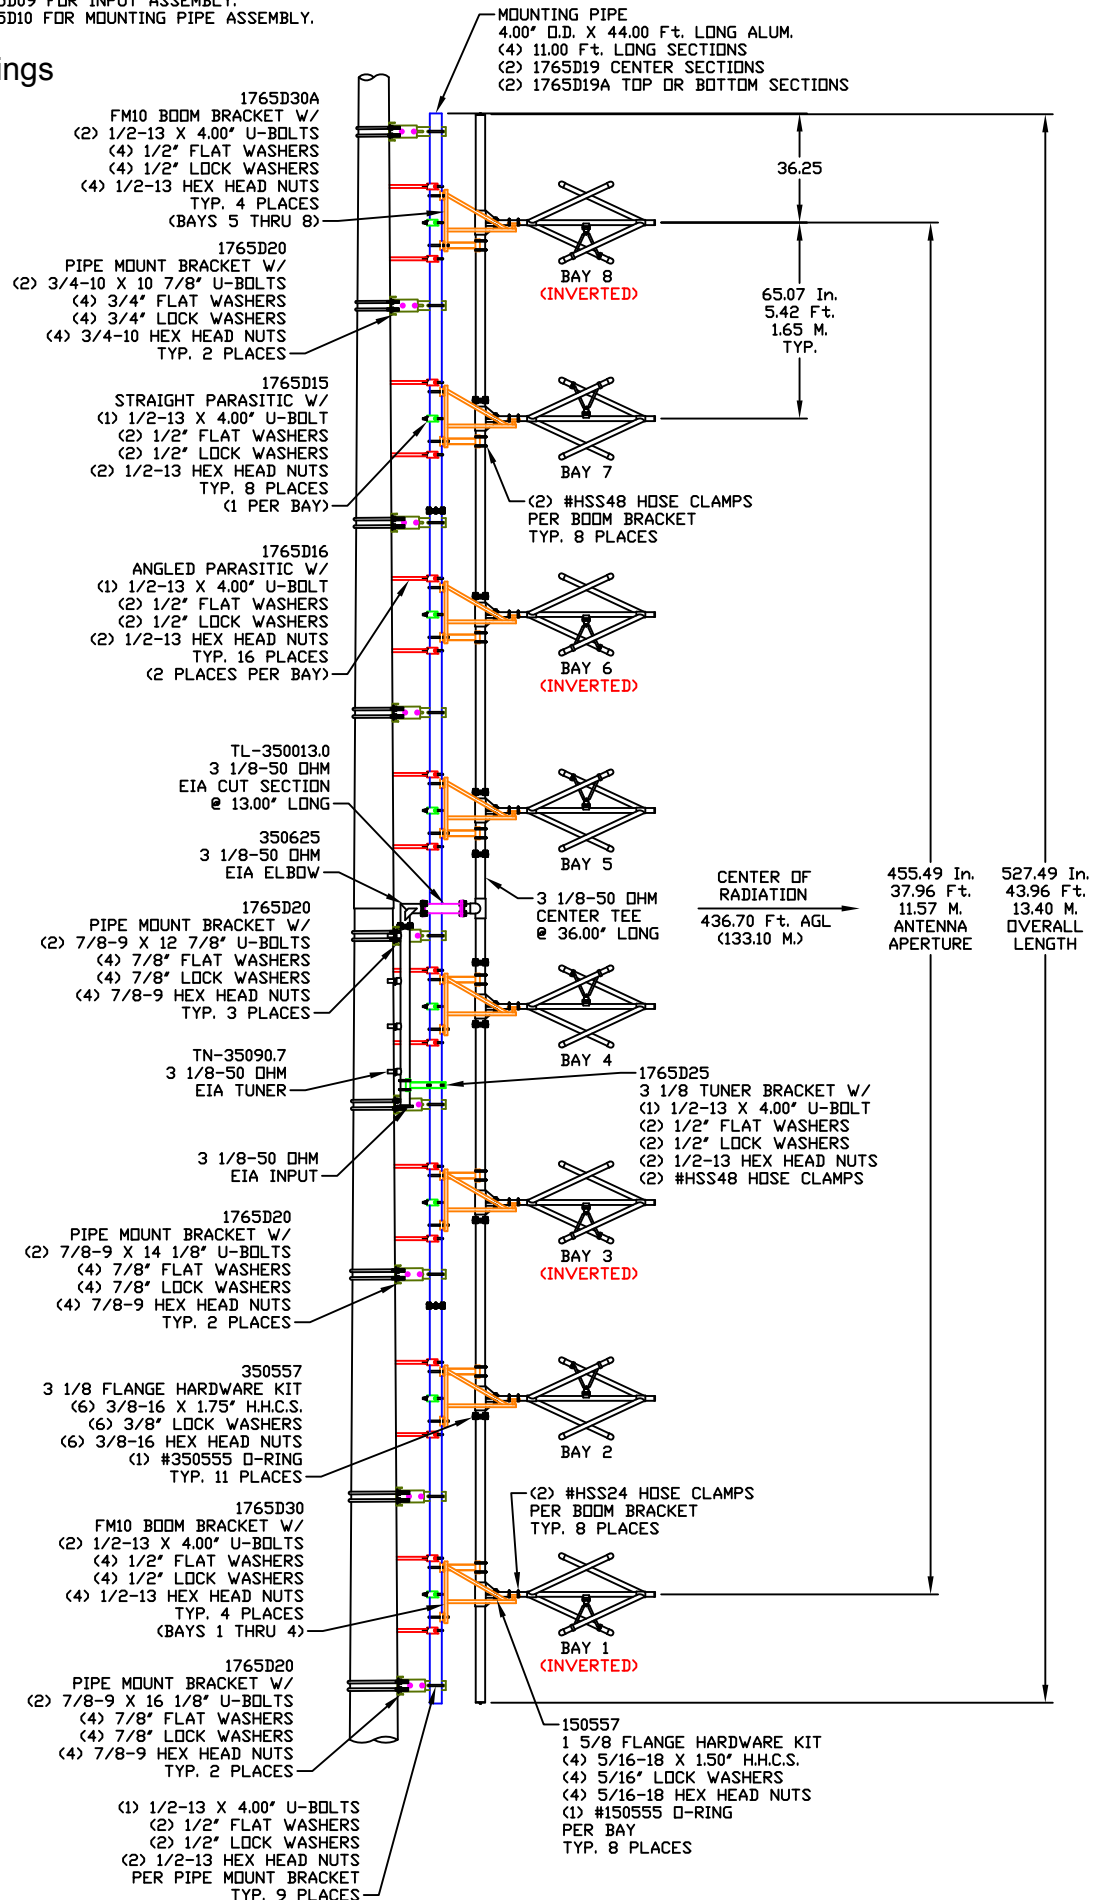 5D09 FOR INPUT ASSEMBLY.
5D10 FOR MOUNTING PIPE ASSEMBLY.
ings
MOUNTING PIPE
4.00" O.D. X 44.00 Ft. LONG ALUM.
(4) 11.00 Ft. LONG SECTIONS
(2) 1765D19 CENTER SECTIONS
(2) 1765D19A TOP OR BOTTOM SECTIONS
1765D30A
FM10 BOOM BRACKET W/
(2) 1/2-13 X 4.00" U-BOLTS
(4) 1/2" FLAT WASHERS
(4) 1/2" LOCK WASHERS
(4) 1/2-13 HEX HEAD NUTS
TYP. 4 PLACES
(BAYS 5 THRU 8)
36.25
BAY 8
(INVERTED)
1765D20
PIPE MOUNT BRACKET W/
(2) 3/4-10 X 10 7/8" U-BOLTS
(4) 3/4" FLAT WASHERS
(4) 3/4" LOCK WASHERS
(4) 3/4-10 HEX HEAD NUTS
TYP. 2 PLACES
65.07 In.
5.42 Ft.
1.65 M.
TYP.
1765D15
STRAIGHT PARASITIC W/
(1) 1/2-13 X 4.00" U-BOLT
(2) 1/2" FLAT WASHERS
(2) 1/2" LOCK WASHERS
(2) 1/2-13 HEX HEAD NUTS
TYP. 8 PLACES
(1 PER BAY)
BAY 7
(2) #HSS48 HOSE CLAMPS
PER BOOM BRACKET
TYP. 8 PLACES
1765D16
ANGLED PARASITIC W/
(1) 1/2-13 X 4.00" U-BOLT
(2) 1/2" FLAT WASHERS
(2) 1/2" LOCK WASHERS
(2) 1/2-13 HEX HEAD NUTS
TYP. 16 PLACES
(2 PLACES PER BAY)
BAY 6
(INVERTED)
TL-350013.0
3 1/8-50 OHM
EIA CUT SECTION
@ 13.00" LONG
BAY 5
350625
3 1/8-50 OHM
EIA ELBOW
3 1/8-50 OHM
CENTER TEE
@ 36.00" LONG
CENTER OF
RADIATION
436.70 Ft. AGL
(133.10 M.)
455.49 In.
37.96 Ft.
11.57 M.
ANTENNA
APERTURE
527.49 In.
43.96 Ft.
13.40 M.
OVERALL
LENGTH
1765D20
PIPE MOUNT BRACKET W/
(2) 7/8-9 X 12 7/8" U-BOLTS
(4) 7/8" FLAT WASHERS
(4) 7/8" LOCK WASHERS
(4) 7/8-9 HEX HEAD NUTS
TYP. 3 PLACES
BAY 4
TN-35090.7
3 1/8-50 OHM
EIA TUNER
1765D25
3 1/8 TUNER BRACKET W/
(1) 1/2-13 X 4.00" U-BOLT
(2) 1/2" FLAT WASHERS
(2) 1/2" LOCK WASHERS
(2) 1/2-13 HEX HEAD NUTS
(2) #HSS48 HOSE CLAMPS
3 1/8-50 OHM
EIA INPUT
BAY 3
(INVERTED)
1765D20
PIPE MOUNT BRACKET W/
(2) 7/8-9 X 14 1/8" U-BOLTS
(4) 7/8" FLAT WASHERS
(4) 7/8" LOCK WASHERS
(4) 7/8-9 HEX HEAD NUTS
TYP. 2 PLACES
350557
3 1/8 FLANGE HARDWARE KIT
(6) 3/8-16 X 1.75" H.H.C.S.
(6) 3/8" LOCK WASHERS
(6) 3/8-16 HEX HEAD NUTS
(1) #350555 O-RING
TYP. 11 PLACES
BAY 2
(2) #HSS24 HOSE CLAMPS
PER BOOM BRACKET
TYP. 8 PLACES
1765D30
FM10 BOOM BRACKET W/
(2) 1/2-13 X 4.00" U-BOLTS
(4) 1/2" FLAT WASHERS
(4) 1/2" LOCK WASHERS
(4) 1/2-13 HEX HEAD NUTS
TYP. 4 PLACES
(BAYS 1 THRU 4)
BAY 1
(INVERTED)
1765D20
PIPE MOUNT BRACKET W/
(2) 7/8-9 X 16 1/8" U-BOLTS
(4) 7/8" FLAT WASHERS
(4) 7/8" LOCK WASHERS
(4) 7/8-9 HEX HEAD NUTS
TYP. 2 PLACES
150557
1 5/8 FLANGE HARDWARE KIT
(4) 5/16-18 X 1.50" H.H.C.S.
(4) 5/16" LOCK WASHERS
(4) 5/16-18 HEX HEAD NUTS
(1) #150555 O-RING
PER BAY
TYP. 8 PLACES
(1) 1/2-13 X 4.00" U-BOLTS
(2) 1/2" FLAT WASHERS
(2) 1/2" LOCK WASHERS
(2) 1/2-13 HEX HEAD NUTS
PER PIPE MOUNT BRACKET
TYP. 9 PLACES